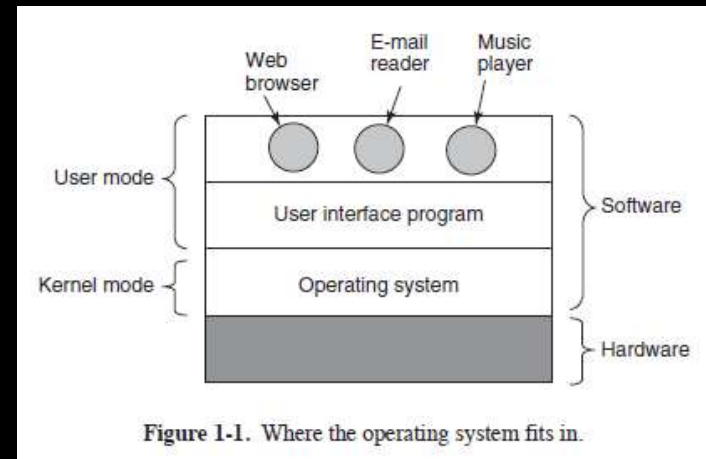 Web
browser
E-mail
reader
Music
player
User mode
User interface program
Software
Kernel mode
Operating system
Hardware
Figure 1-1. Where the operating system fits in.